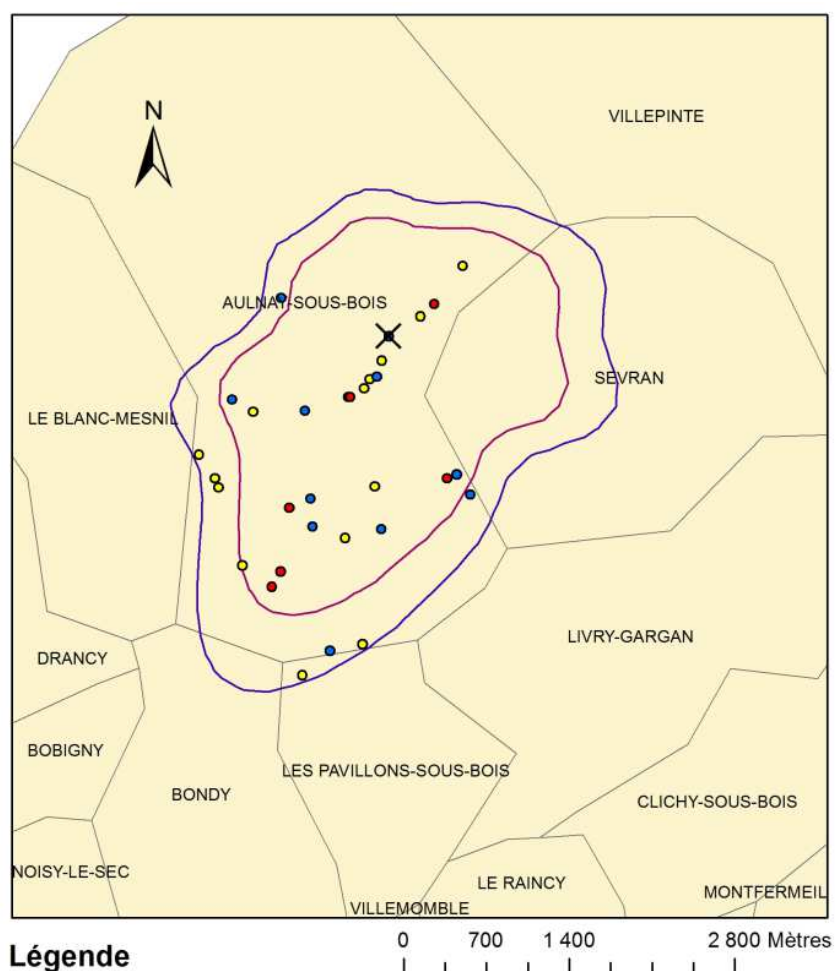 N
VILLEPINTE
AULNAY-SOUS-BOIS
SEVRAN
LE BLANC-MESNIL
LIVRY-GARGAN
DRANCY
BOBIGNY
LES PAVILLONS-SOUS-BOIS
BONDY
CLICHY-SOUS-BOIS
NOISY-LE-SEC
LE RAINCY
MONTFERMEIL
VILLEMOMBLE
Légende
0 700 1 400 2 800 Mètres